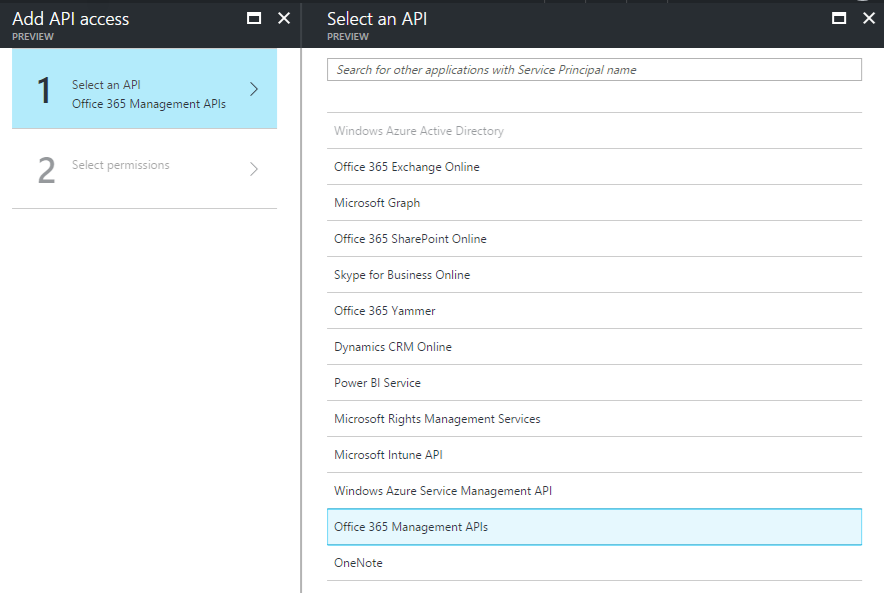 Add API access
PREVIEW
1
Select an API
Office 365 Management APIs
2
Select permissions
Select an API
PREVIEW
Search for other applications with Service Principal name
Windows Azure Active Directory
Office 365 Exchange Online
Microsoft Graph
Office 365 SharePoint Online
Skype for Business Online
Office 365 Yammer
Dynamics CRM Online
Power BI Service
Microsoft Rights Management Services
Microsoft Intune API
Windows Azure Service Management API
Office 365 Management APIs
OneNote